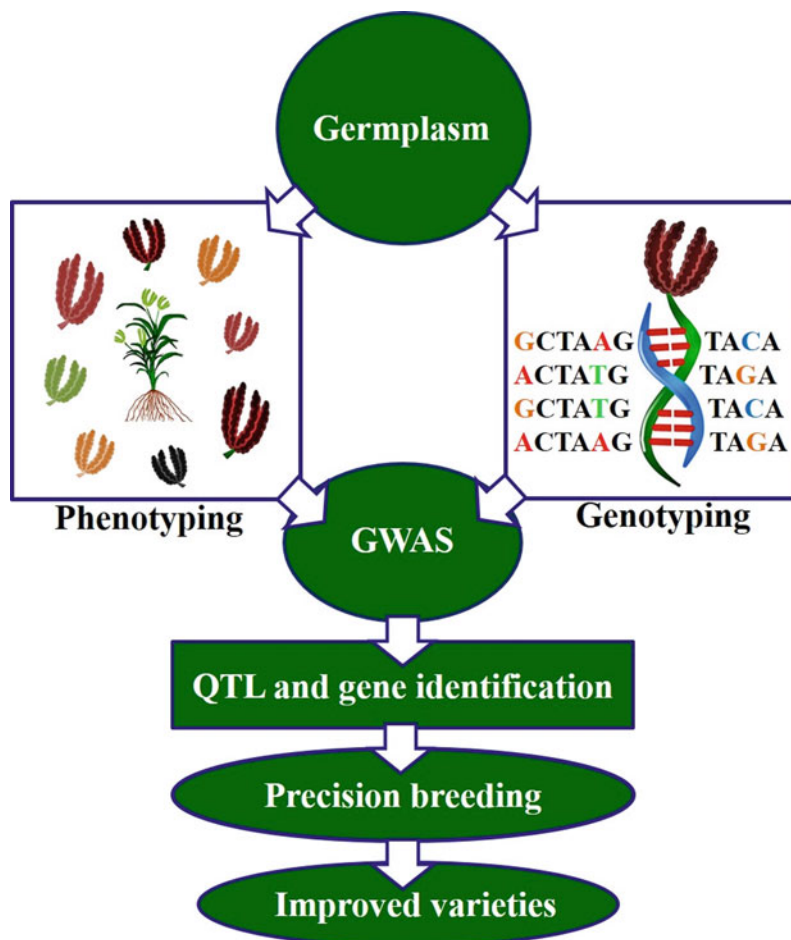 Germplasm
GCTAAG TACA
ACTATG TAGA
GCTATG TACA
ACTAAG TAGA
Phenotyping
Genotyping
GWAS
QTL and gene identification
Precision breeding
Improved varieties